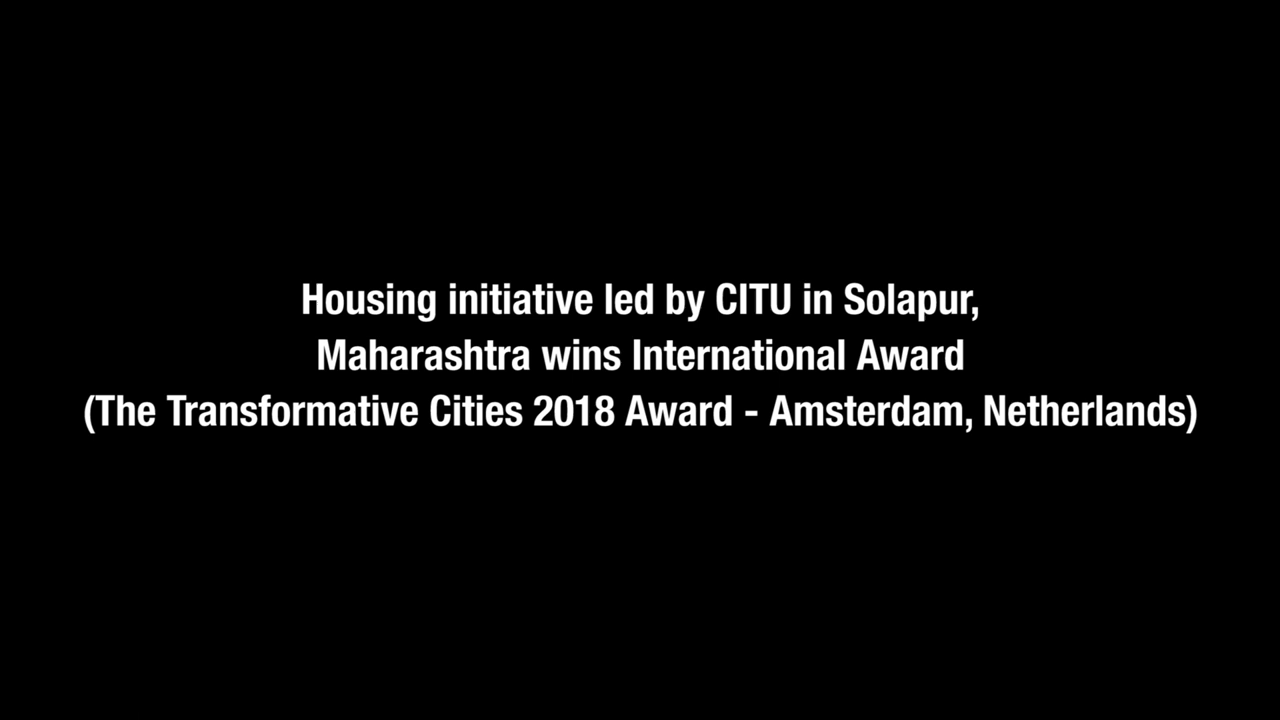 Housing initiative led by CITU in Solapur,
Maharashtra wins International Award
(The Transformative Cities 2018 Award - Amsterdam, Netherlands)